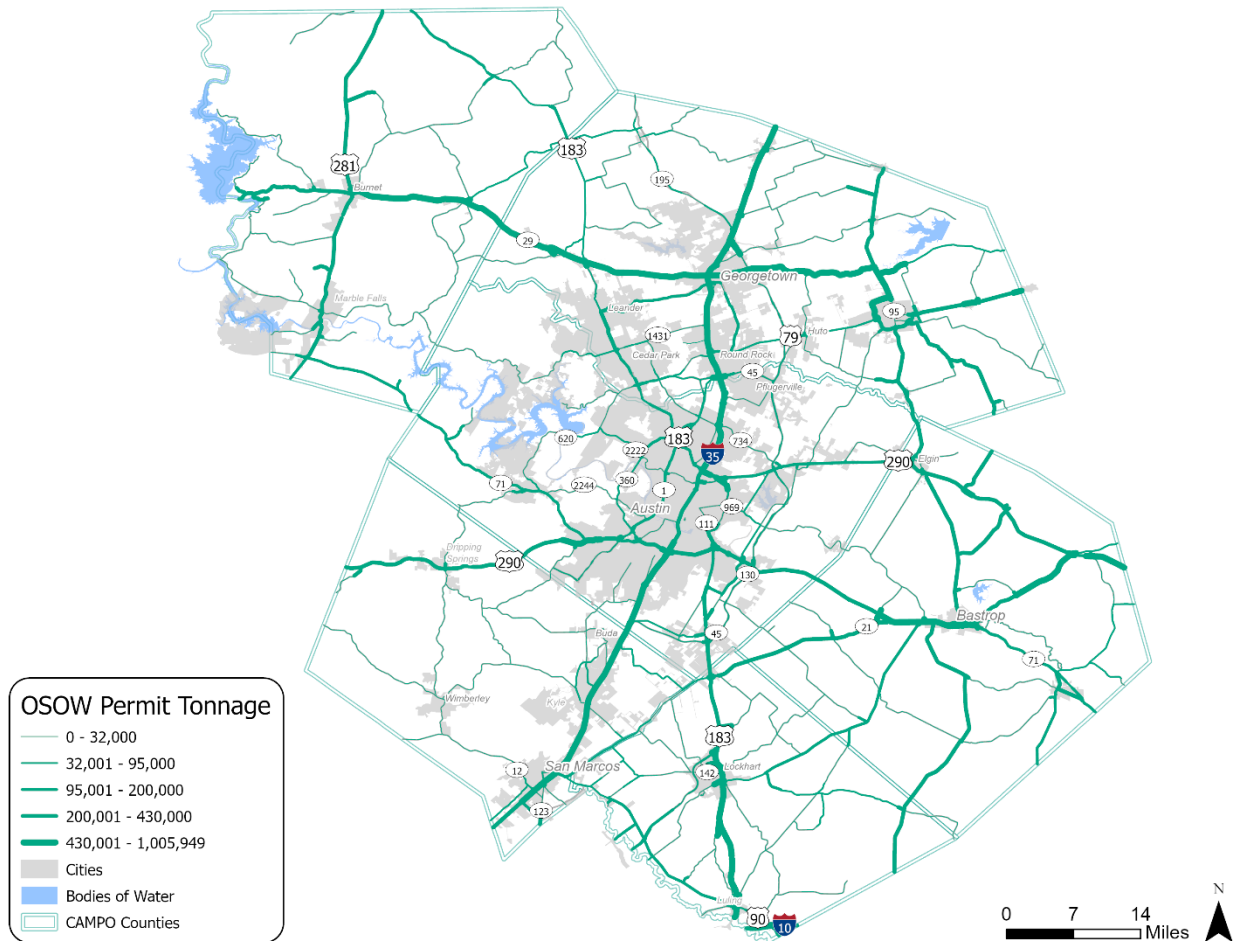 183
281
Burnet
195
29
Georgetown
Marble Falls
Leander
95
1431
79
Hutto
Cedar Park
Round Rock
45
Pflugerville
620
2222
183
734
35
290
Elgin
71
2244
360
1
969
Austin
111
Dripping
Springs
290
130
Bastrop
21
Buda
45
71
Wimberley
Kyle
183
San Marcos
12
142
Lockhart
123
Luling
90
10
OSOW Permit Tonnage
0 - 32,000
32,001 - 95,000
95,001 - 200,000
200,001 - 430,000
430,001 - 1,005,949
Cities
Bodies of Water
CAMPO Counties
0 7 14
Miles
N